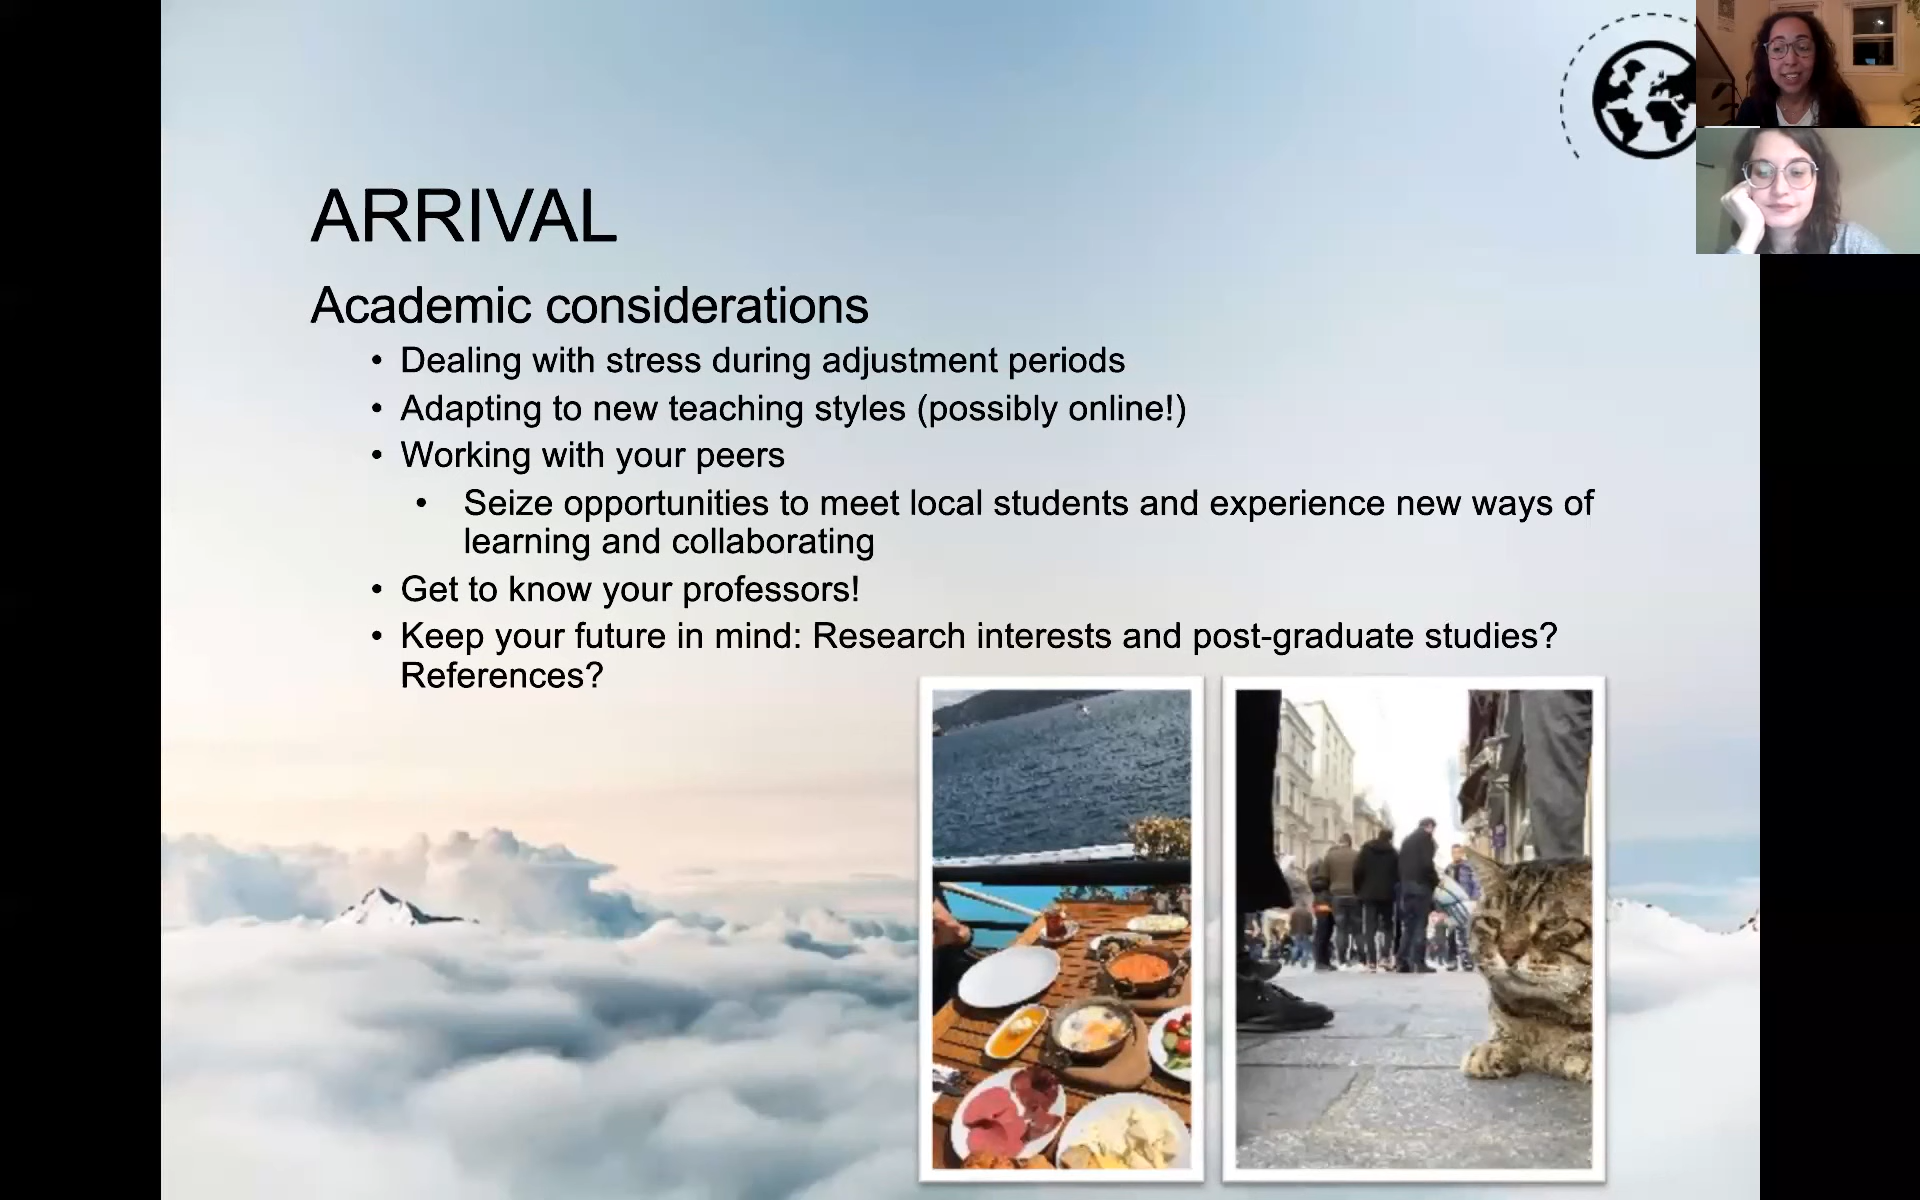 ARRIVAL
Academic considerations
• Dealing with stress during adjustment periods
• Adapting to new teaching styles (possibly online!)
• Working with your peers
• Seize opportunities to meet local students and experience new ways of
learning and collaborating
• Get to know your professors!
• Keep your future in mind: Research interests and post-graduate studies?
References?